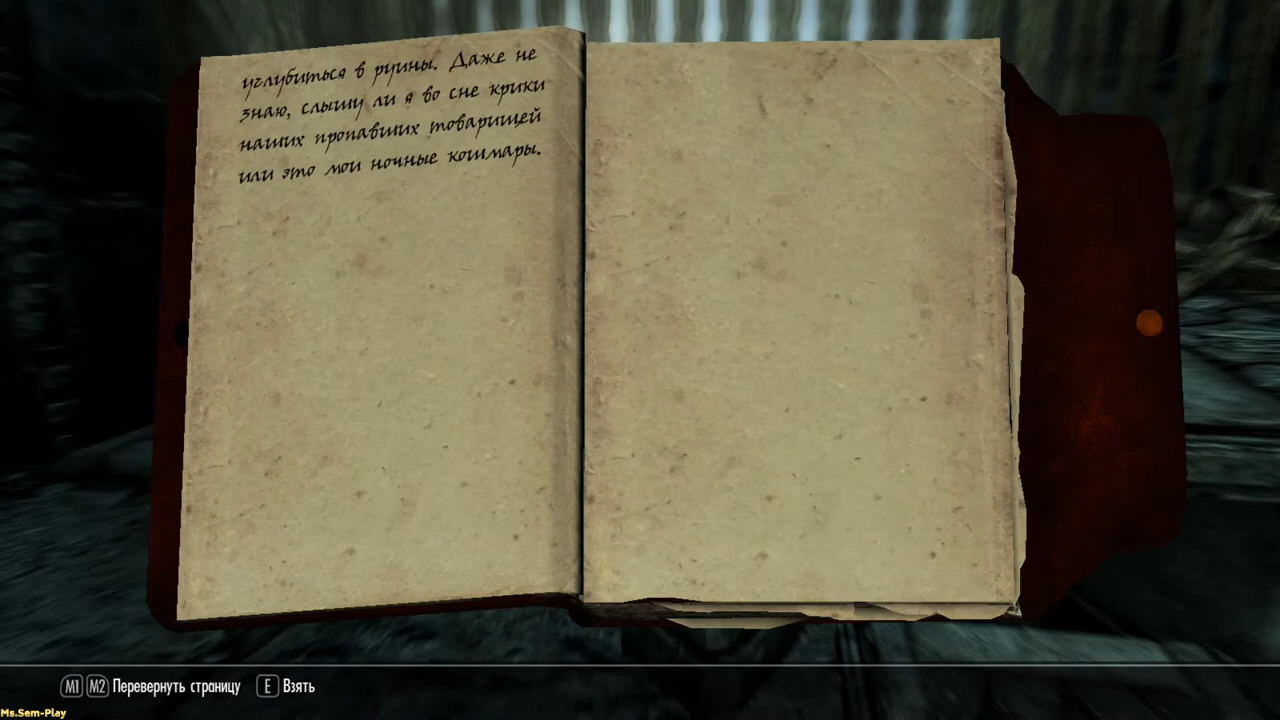 углубиться в руины. Даже не
знаю, слышу ли я во сне крики
наших пропавших товарищей
или это мои ночные кошмары.
M1 M2 Перевернуть страницу E Взять
Ms.Sem-Play